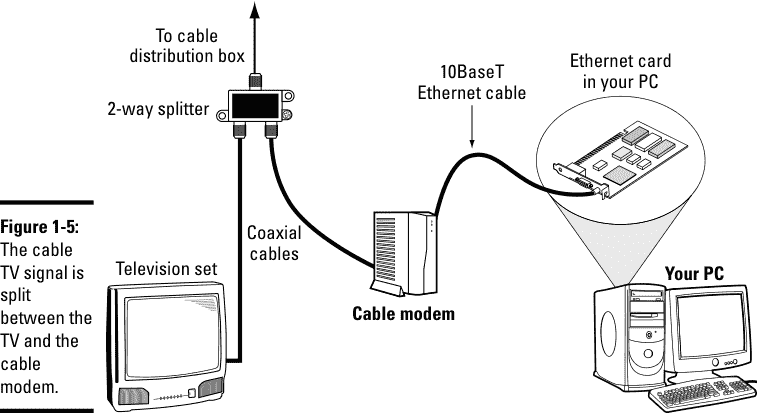 To cable
distribution box
2-way splitter
10BaseT
Ethernet cable
Ethernet card
in your PC
Coaxial
cables
Television set
Cable modem
Your PC
Figure 1-5:
The cable
TV signal is
split
between the
TV and the
cable
modem.